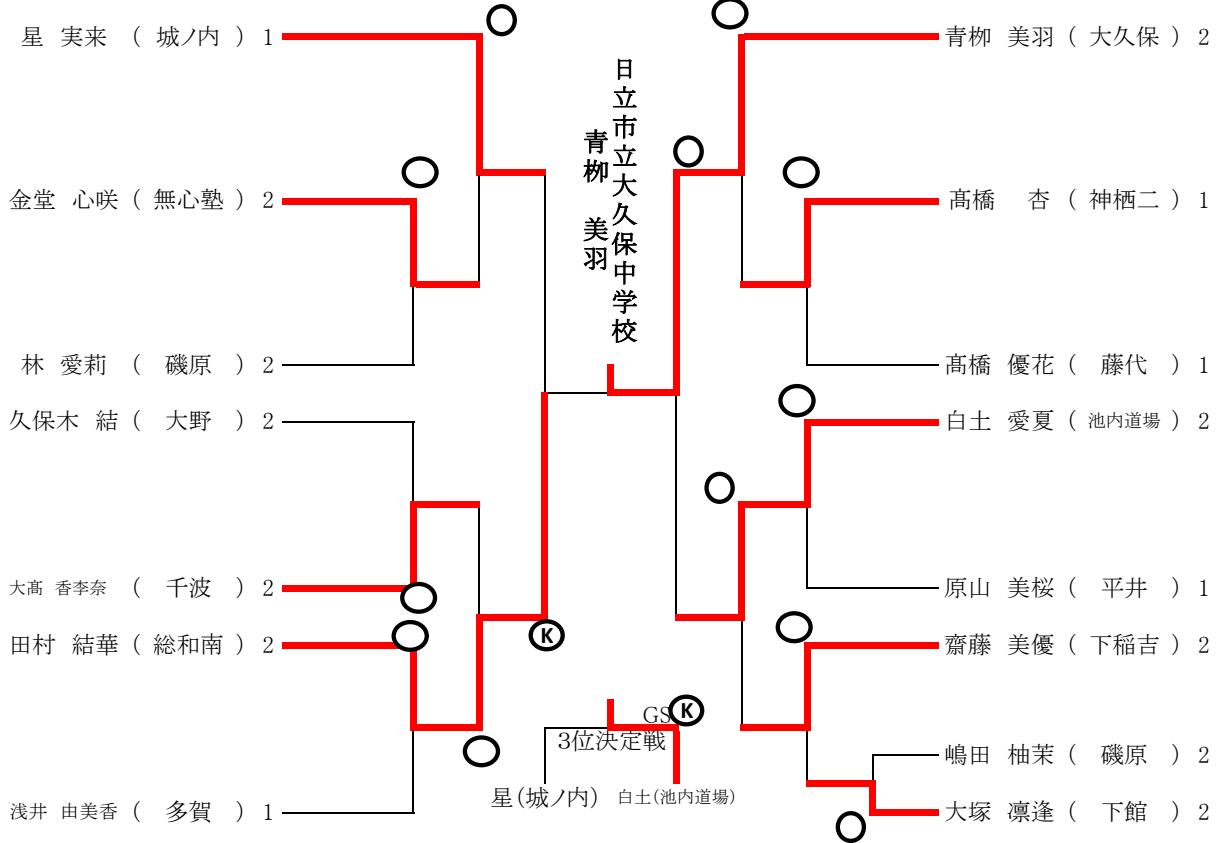 星 実来 ( 城ノ内 ) 1
金堂 心咲 ( 無心塾 ) 2
林 愛莉 ( 磯原 ) 2
久保木 結 ( 大野 ) 2
大髙 香李奈 ( 千波 ) 2
田村 結華 ( 総和南 ) 2
浅井 由美香 ( 多賀 ) 1
日立市立大久保中学校
青栁 美羽
青栁 美羽 ( 大久保 ) 2
髙橋 杏 ( 神栖二 ) 1
髙橋 優花 ( 藤代 ) 1
白土 愛夏 ( 池内道場 ) 2
原山 美桜 ( 平井 ) 1
齋藤 美優 ( 下稲吉 ) 2
嶋田 柚茉 ( 磯原 ) 2
大塚 凛逢 ( 下館 ) 2
K
GS K
3位決定戦
星(城ノ内) 白土(池内道場)